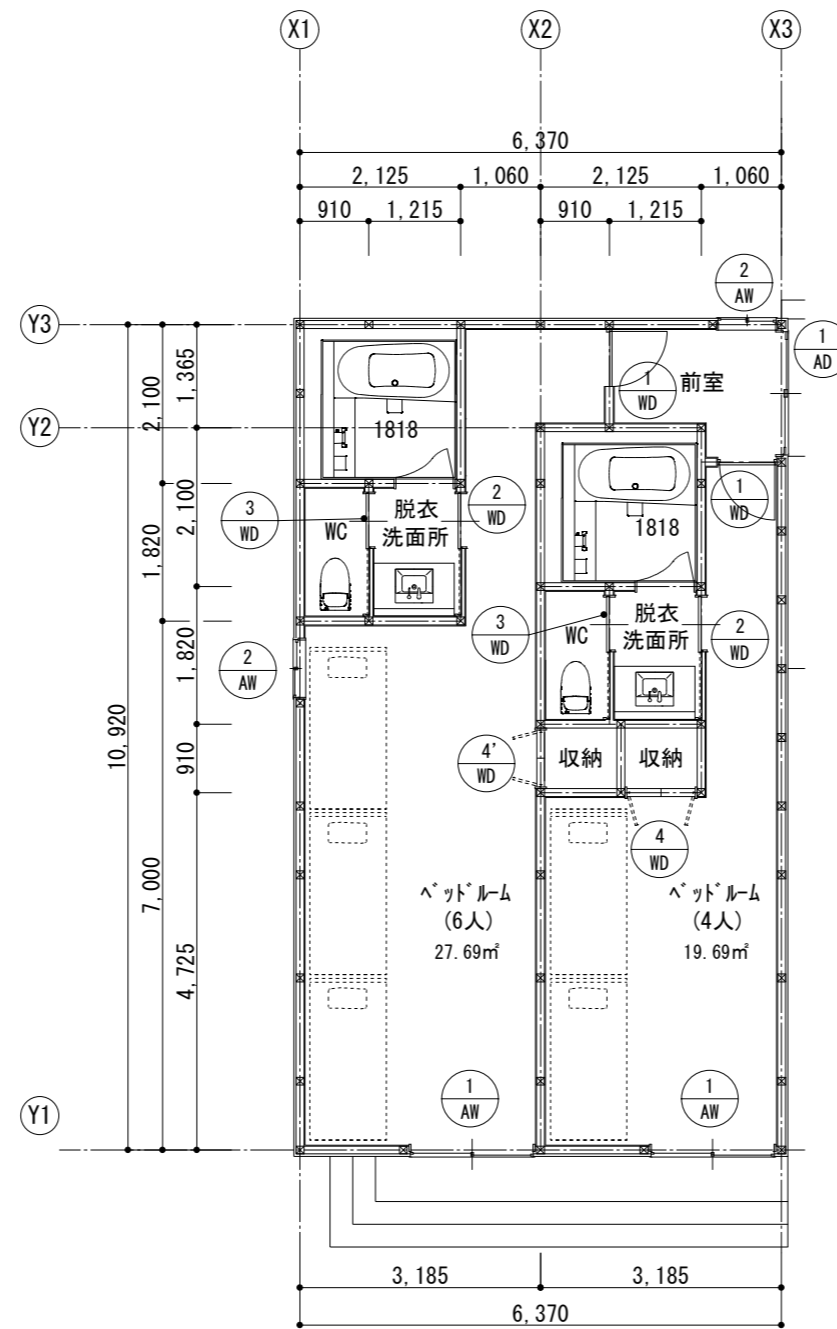 X1
X2
X3
6,370
2,125
1,060
2,125
1,060
910
1,215
910
1,215
2
AW
Y3
1
AD
1,365
2,100
1
WD
前室
Y2
1818
2,100
3
WD
WC
脱衣
洗面所
2
WD
1818
1
WD
1,820
2
AW
1,820
3
WD
WC
脱衣
洗面所
2
WD
10,920
910
4'
WD
収納
収納
4
WD
7,000
4,725
ベッドルーム
(6人)
27.69㎡
ベッドルーム
(4人)
19.69㎡
1
AW
1
AW
Y1
3,185
3,185
6,370